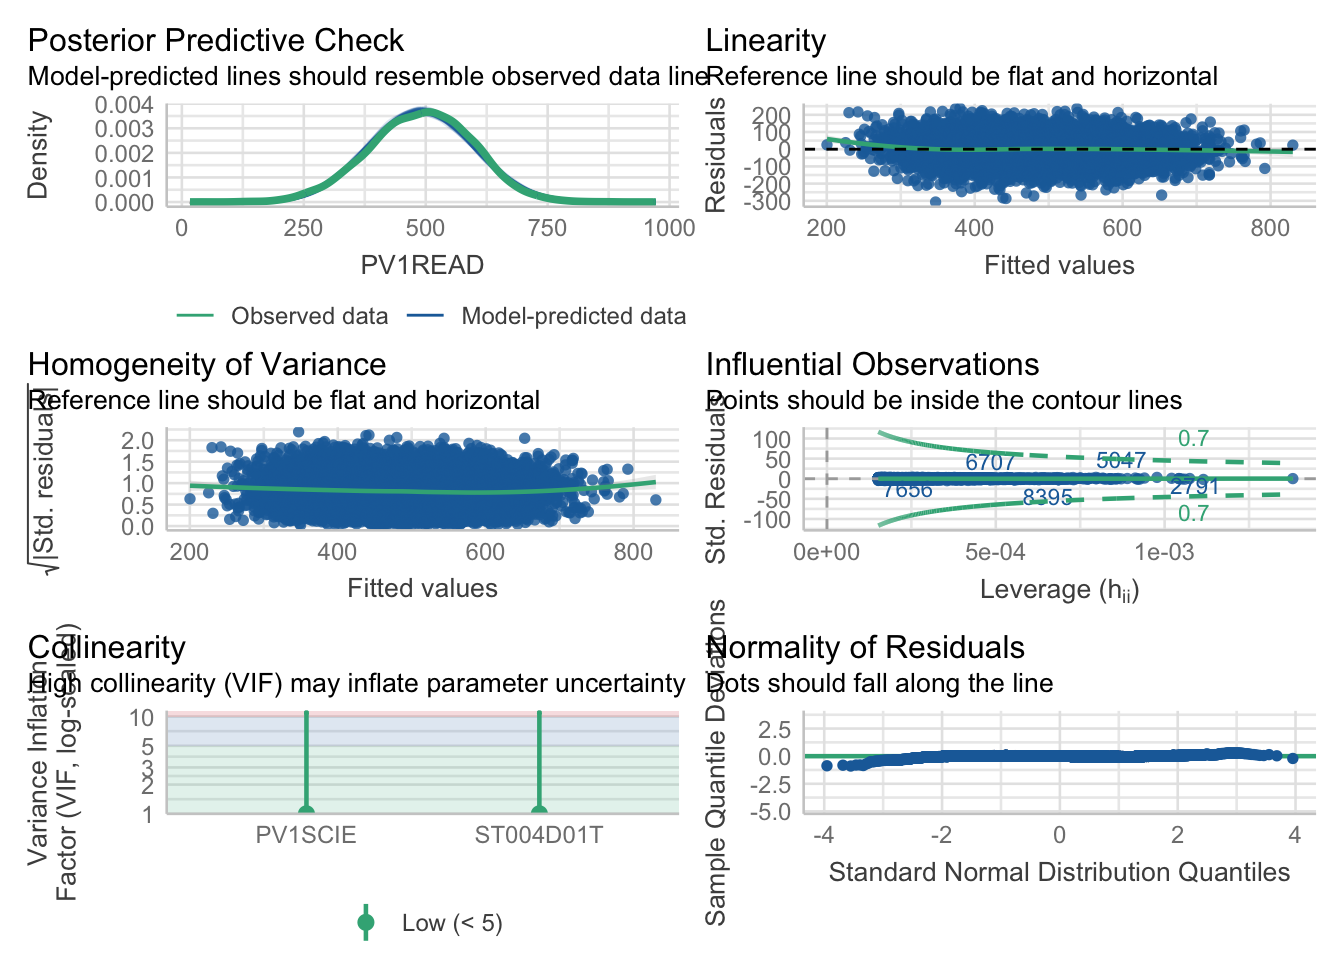 Posterior Predictive Check
Model-predicted lines should resemble observed data line
Density
0.004
0.003
0.002
0.001
0.000
0 250 500 750 1000
PV1READ
Observed data Model-predicted data
Linearity
Reference line should be flat and horizontal
Residuals
200
100
0
-100
-200
-300
200 400 600 800
Fitted values
Homogeneity of Variance
Reference line should be flat and horizontal
√|Std. residuals|
2.0
1.5
1.0
0.5
0.0
200 400 600 800
Fitted values
Influential Observations
Points should be inside the contour lines
Std. Residuals
100
50
0
-50
-100
0.7
6707 5047
7656 8395 2791
0.7
0e+00 5e-04 1e-03
Leverage (hii)
Collinearity
High collinearity (VIF) may inflate parameter uncertainty
Variance Inflation
Factor (VIF, log-scaled)
10
5
3
2
1
PV1SCIE ST004D01T
Low (< 5)
Normality of Residuals
Dots should fall along the line
Sample Quantile Deviations
2.5
0.0
-2.5
-5.0
-4 -2 0 2 4
Standard Normal Distribution Quantiles